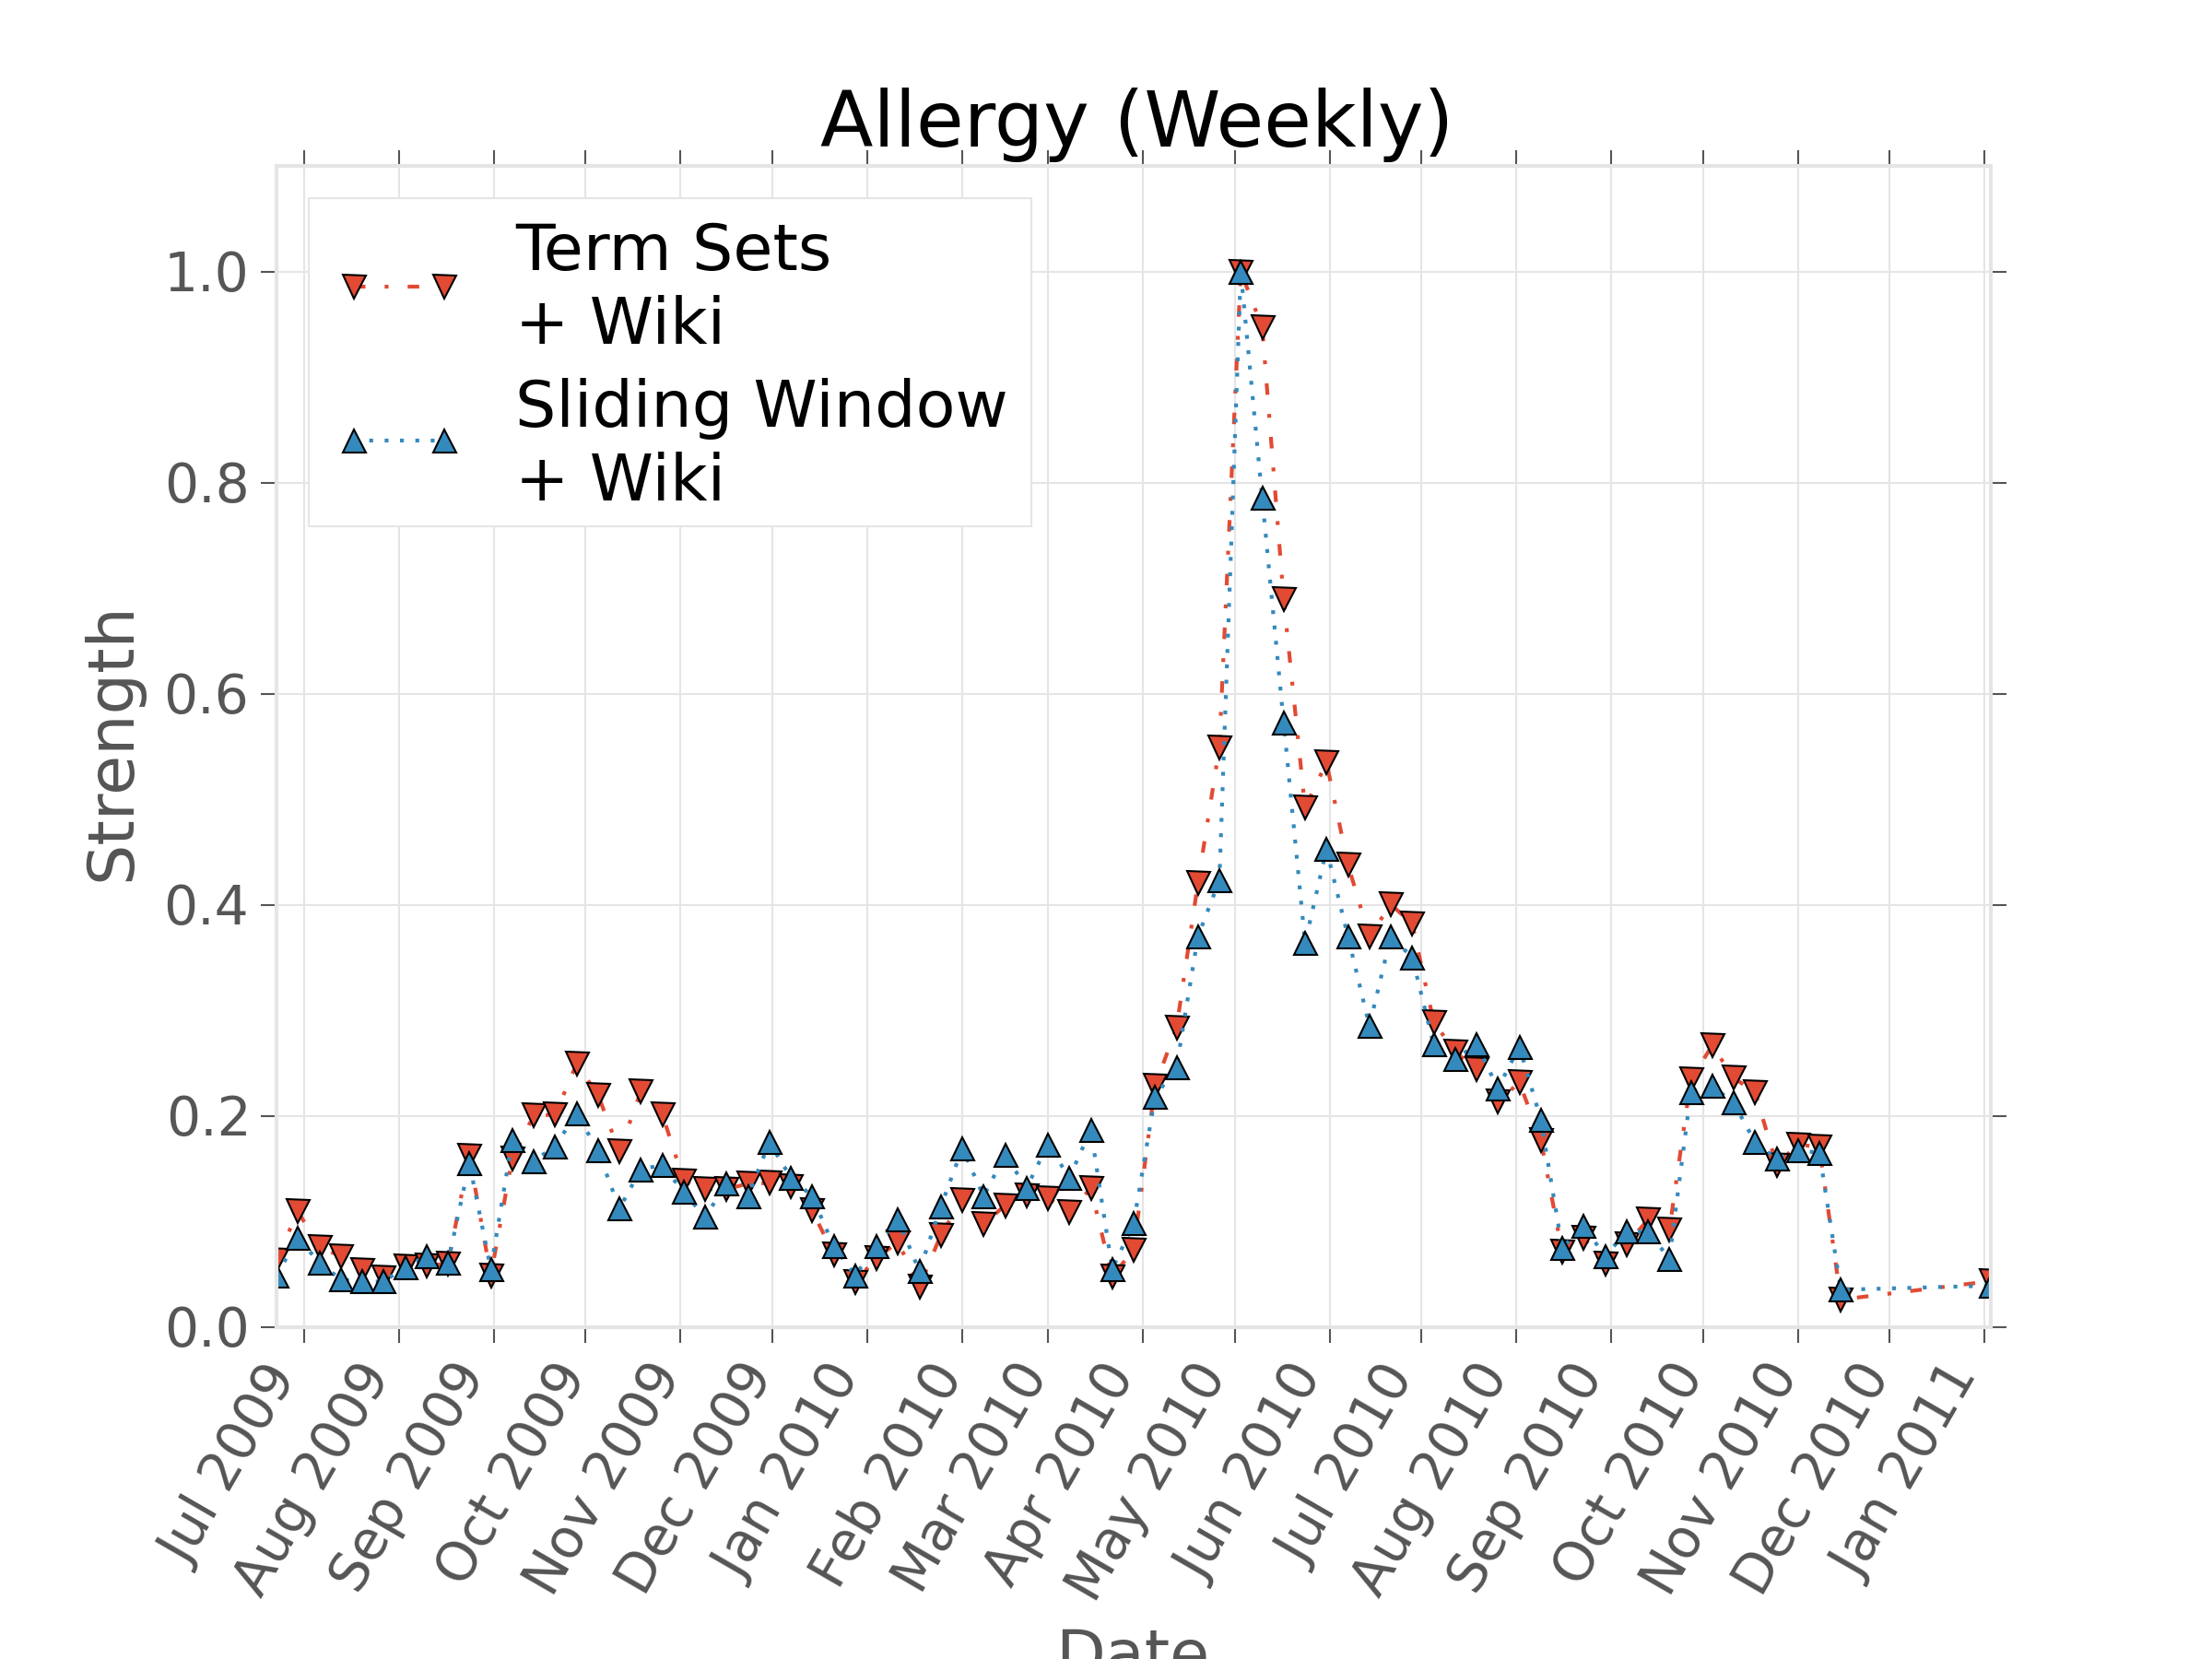 Allergy (Weekly)
Term Sets
+ Wiki
Sliding Window
+ Wiki
Strength
1.0
0.8
0.6
0.4
0.2
0.0
Jul 2009
Aug 2009
Sep 2009
Oct 2009
Nov 2009
Dec 2009
Jan 2010
Feb 2010
Mar 2010
Apr 2010
May 2010
Jun 2010
Jul 2010
Aug 2010
Sep 2010
Oct 2010
Nov 2010
Dec 2010
Jan 2011
Date